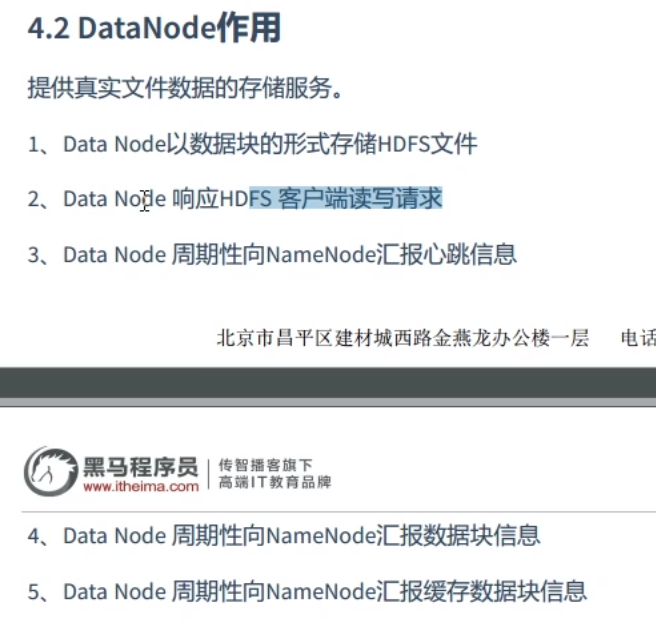 4.2 DataNode作用
提供真实文件数据的存储服务。
1、Data Node以数据块的形式存储HDFS文件
2、Data Node 响应HDFS 客户端读写请求
3、Data Node 周期性向NameNode汇报心跳信息
北京市昌平区建材城西路金燕龙办公楼一层 电话
黑马程序员
www.itheima.com
传智播客旗下
高端IT教育品牌
4、Data Node 周期性向NameNode汇报数据块信息
5、Data Node 周期性向NameNode汇报缓存数据块信息